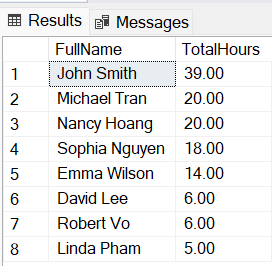 Results Messages
FullName TotalHours
1 John Smith 39.00
2 Michael Tran 20.00
3 Nancy Hoang 20.00
4 Sophia Nguyen 18.00
5 Emma Wilson 14.00
6 David Lee 6.00
7 Robert Vo 6.00
8 Linda Pham 5.00